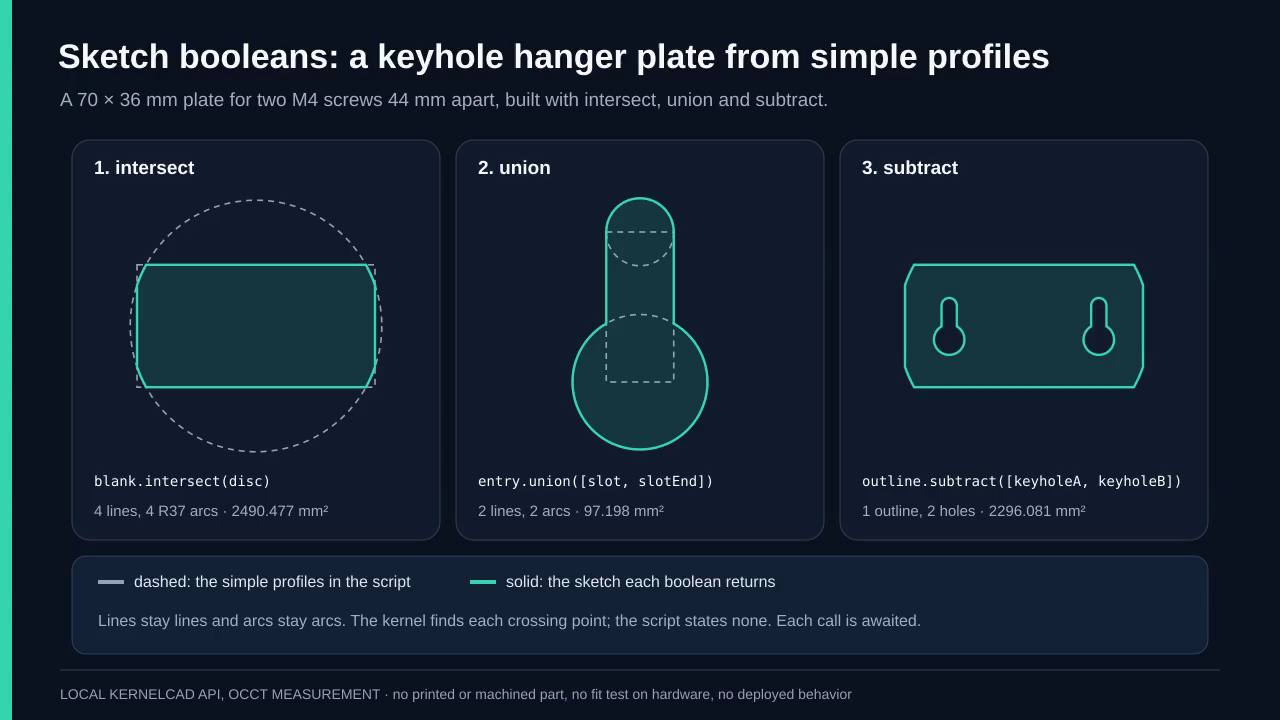 Sketch booleans: a keyhole hanger plate from simple profiles
A 70 × 36 mm plate for two M4 screws 44 mm apart, built with intersect, union and subtract.
1. intersect
blank.intersect(disc)
4 lines, 4 R37 arcs · 2490.477 mm²
2. union
entry.union([slot, slotEnd])
2 lines, 2 arcs · 97.198 mm²
3. subtract
outline.subtract([keyholeA, keyholeB])
1 outline, 2 holes · 2296.081 mm²
dashed: the simple profiles in the script
solid: the sketch each boolean returns
Lines stay lines and arcs stay arcs. The kernel finds each crossing point; the script states none. Each call is awaited.
LOCAL KERNELCAD API, OCCT MEASUREMENT · no printed or machined part, no fit test on hardware, no deployed behavior